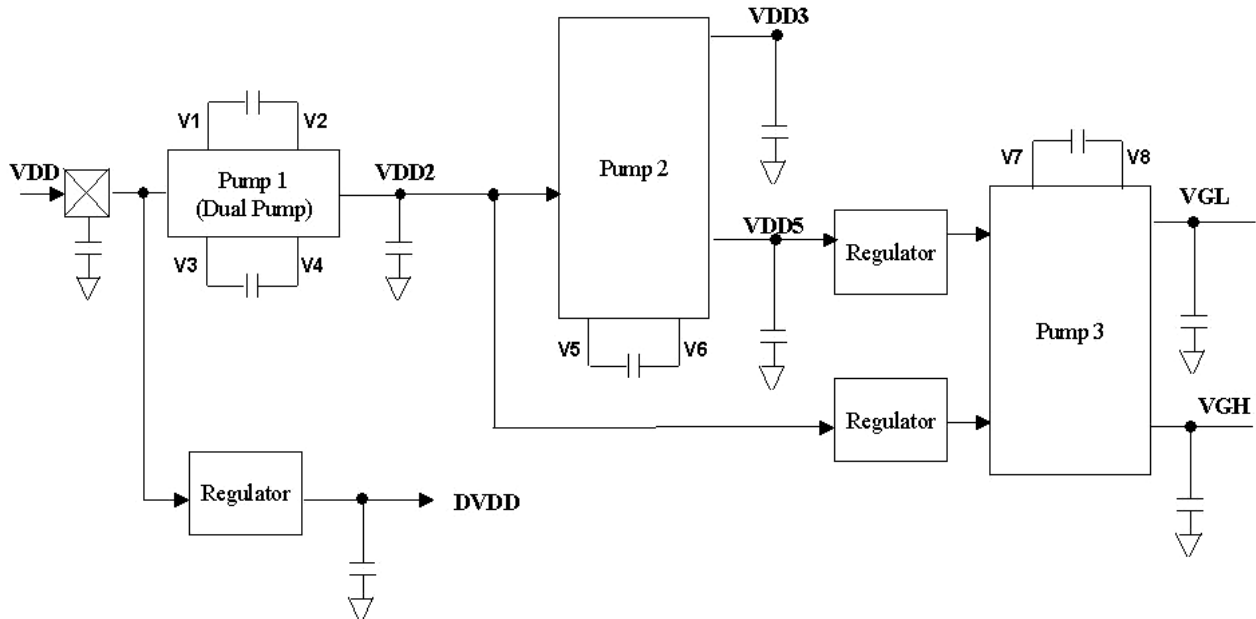 VDD3
V1
V2
VDD
Pump 1
(Dual Pump)
VDD2
V3
V4
Pump 2
VDD5
V5
V6
Regulator
V7
V8
Pump 3
VGL
Regulator
VGH
Regulator
DVDD